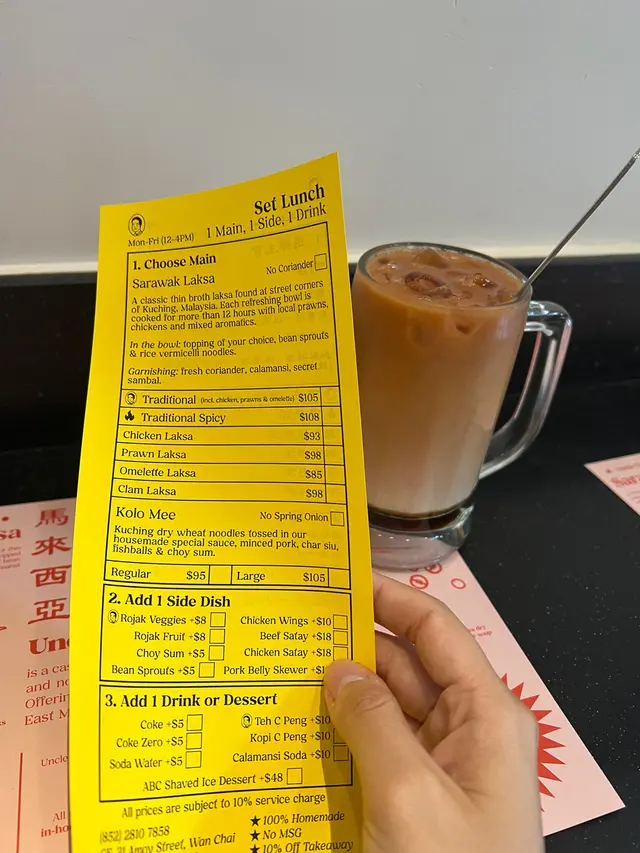 Set Lunch
Mon-Fri (12-4PM) 1 Main, 1 Side, 1 Drink
1. Choose Main
Sarawak Laksa No Coriander
A classic thin broth laksa found at street corners
of Kuching, Malaysia. Each refreshing bowl is
cooked for more than 12 hours with local prawns,
chickens and mixed aromatics.
In the bowl: topping of your choice, bean sprouts
& rice vermicelli noodles.
Garnishing: fresh coriander, calamansi, secret
sambal.
Traditional (incl. chicken, prawns & omelette) $105
Traditional Spicy $108
Chicken Laksa $93
Prawn Laksa $98
Omelette Laksa $85
Clam Laksa $98
Kolo Mee No Spring Onion
Kuching dry wheat noodles tossed in our
housemade special sauce, minced pork, char siu,
fishballs & choy sum.
Regular $95 Large $105
2. Add 1 Side Dish
Rojak Veggies +$8 Chicken Wings +$10
Rojak Fruit +$8 Beef Satay +$18
Choy Sum +$5 Chicken Satay +$18
Bean Sprouts +$5 Pork Belly Skewer
3. Add 1 Drink or Dessert
Coke +$5 Teh C Peng +$10
Coke Zero +$5 Kopi C Peng +$10
Soda Water +$5 Calamansi Soda +$10
ABC Shaved Ice Dessert +$48
All prices are subject to 10% service charge
(852) 2810 7858 ★100% Homemade
Amoy Street, Wan Chai ★No MSG
★10% Off Takeaway
馬來西亞
is a
and
East
All